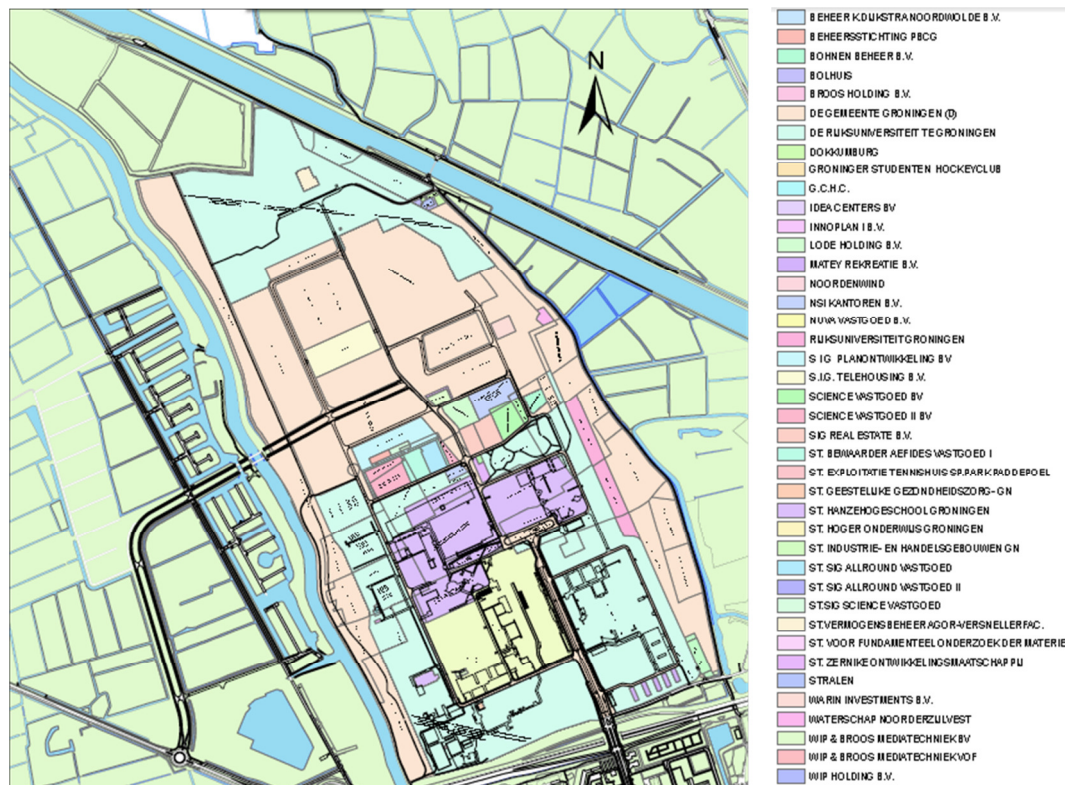 N
BEHEER K.DIJKSTRA NOORDWOLDE B.V.
BEHEERSSTICHTING PBCG
BOHNEN BEHEER B.V.
BOLHUIS
BROOS HOLDING B.V.
DE GEMEENTE GRONINGEN (D)
DE RIJKSUNIVERSITEIT TE GRONINGEN
DOKKUMBURG
GRONINGER STUDENTEN HOCKEYCLUB
G.C.H.C.
IDEA CENTERS BV
INNOPLAN I B.V.
LODE HOLDING B.V.
MATEY REKREATIE B.V.
NOORDENWIND
NSI KANTOREN B.V.
NUVA VASTGOED B.V.
RIJKSUNIVERSITEIT GRONINGEN
S I G PLANONTWIKKELING BV
S.I.G. TELEHOUSING B.V.
SCIENCE VASTGOED BV
SCIENCE VASTGOED II BV
SIG REAL ESTATE B.V.
ST. BEWAARDER AEFIDES VASTGOED I
ST. EXPLOITATIE TENNISHUIS SP.PARK PADDEPOEL
ST. GEESTELIJKE GEZONDHEIDSZORG-GN
ST. HANZEHOGESCHOOL GRONINGEN
ST. HOGER ONDERWIJS GRONINGEN
ST. INDUSTRIE- EN HANDELSGEBOUWEN GN
ST. SIG ALLROUND VASTGOED
ST. SIG ALLROUND VASTGOED II
ST.SIG SCIENCE VASTGOED
ST.VERMOGENSBEHEER AGOR-VERSNELLERFAC.
ST. VOOR FUNDAMENTEEL ONDERZOEK DER MATERIE
ST. ZERNIKE ONTWIKKELINGSMAATSCHAPPIJ
STRALEN
WARIN INVESTMENTS B.V.
WATERSCHAP NOORDERZIJLVEST
WIP & BROOS MEDIATECHNIEK BV
WIP & BROOS MEDIATECHNIEK VOF
WIP HOLDING B.V.